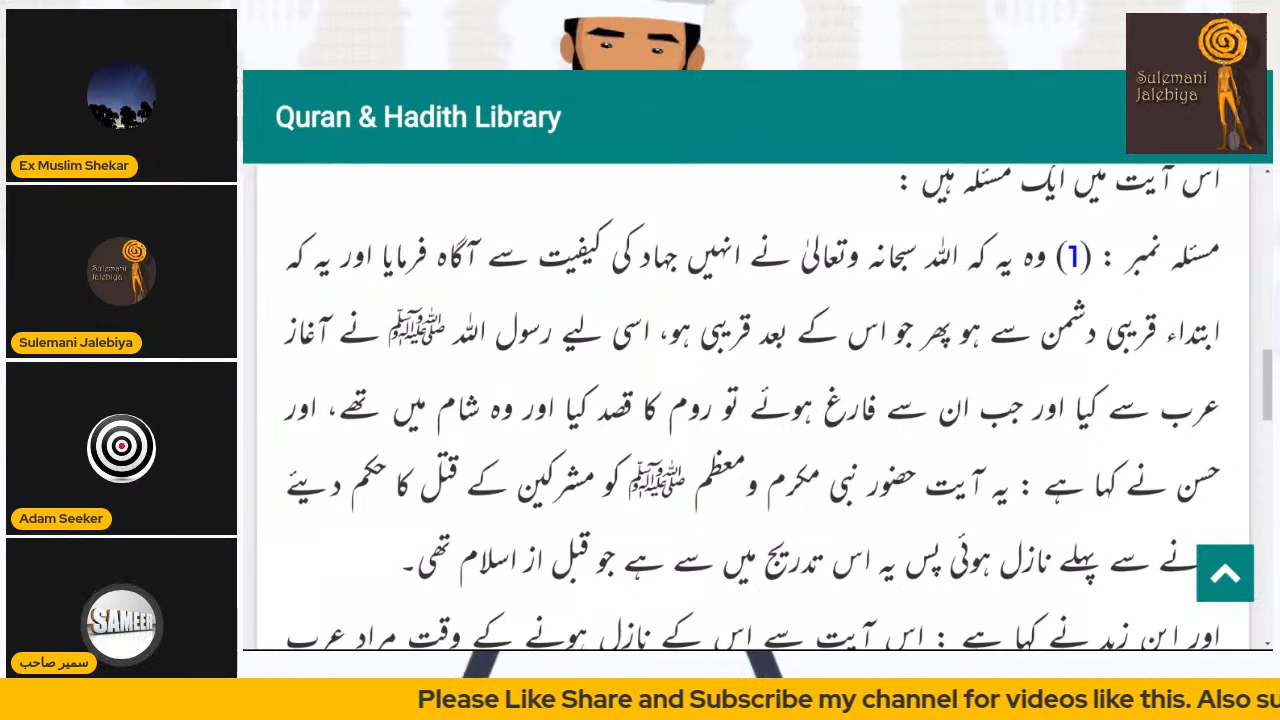 Ex Muslim Shekar
Sulemani Jalebiya
Adam Seeker
SAMEER
سمیر صاحب
Sulemani
Jalebiya
Quran & Hadith Library
اس آیت میں ایک مسئلہ ہیں :
مسئلہ نمبر : (1) وہ یہ کہ اللہ سبحانہ وتعالیٰ نے انہیں جہاد کی کیفیت سے آگاہ فرمایا اور یہ کہ
ابتداء قریبی دشمن سے ہو پھر جو اس کے بعد قریبی ہو، اسی لیے رسول اللہ ﷺ نے آغاز
عرب سے کیا اور جب ان سے فارغ ہوئے تو روم کا قصد کیا اور وہ شام میں تھے، اور
حسن نے کہا ہے : یہ آیت حضور نبی مکرم ومعظم ﷺ کو مشرکین کے قتل کا حکم دیئے
نے سے پہلے نازل ہوئی پس یہ اس تدریج میں سے ہے جو قبل از اسلام تھی۔
اور ابن زید نے کہا ہے : اس آیت سے اس کے نازل ہونے کے وقت مراد عرب
Please Like Share and Subscribe my channel for videos like this. Also su